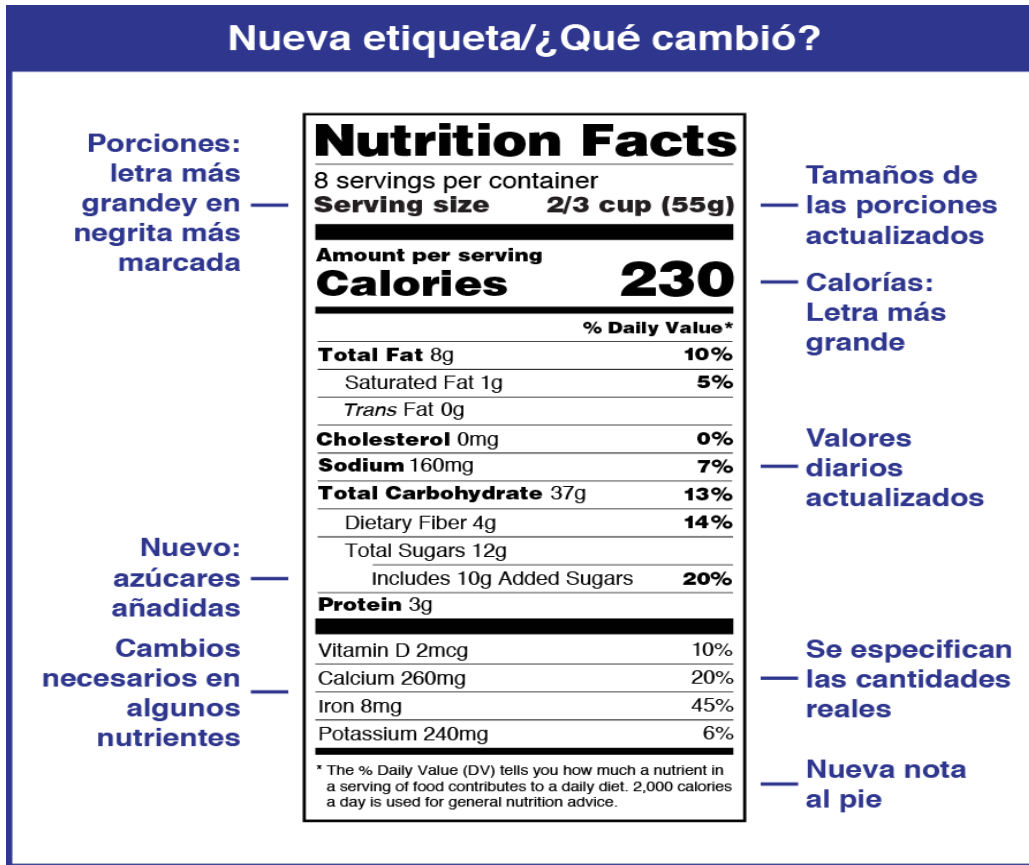 Nueva etiqueta/¿Qué cambió?
Porciones:
letra más
grandey en
negrita más
marcada
Nuevo:
azúcares
añadidas
Cambios
necesarios en
algunos
nutrientes
Nutrition Facts
8 servings per container
Serving size 2/3 cup (55g)
Amount per serving
Calories 230
% Daily Value*
Total Fat 8g 10%
Saturated Fat 1g 5%
Trans Fat 0g
Cholesterol 0mg 0%
Sodium 160mg 7%
Total Carbohydrate 37g 13%
Dietary Fiber 4g 14%
Total Sugars 12g
Includes 10g Added Sugars 20%
Protein 3g
Vitamin D 2mcg 10%
Calcium 260mg 20%
Iron 8mg 45%
Potassium 240mg 6%
* The % Daily Value (DV) tells you how much a nutrient in
a serving of food contributes to a daily diet. 2,000 calories
a day is used for general nutrition advice.
Tamaños de
las porciones
actualizados
Calorías:
Letra más
grande
Valores
diarios
actualizados
Se especifican
las cantidades
reales
Nueva nota
al pie